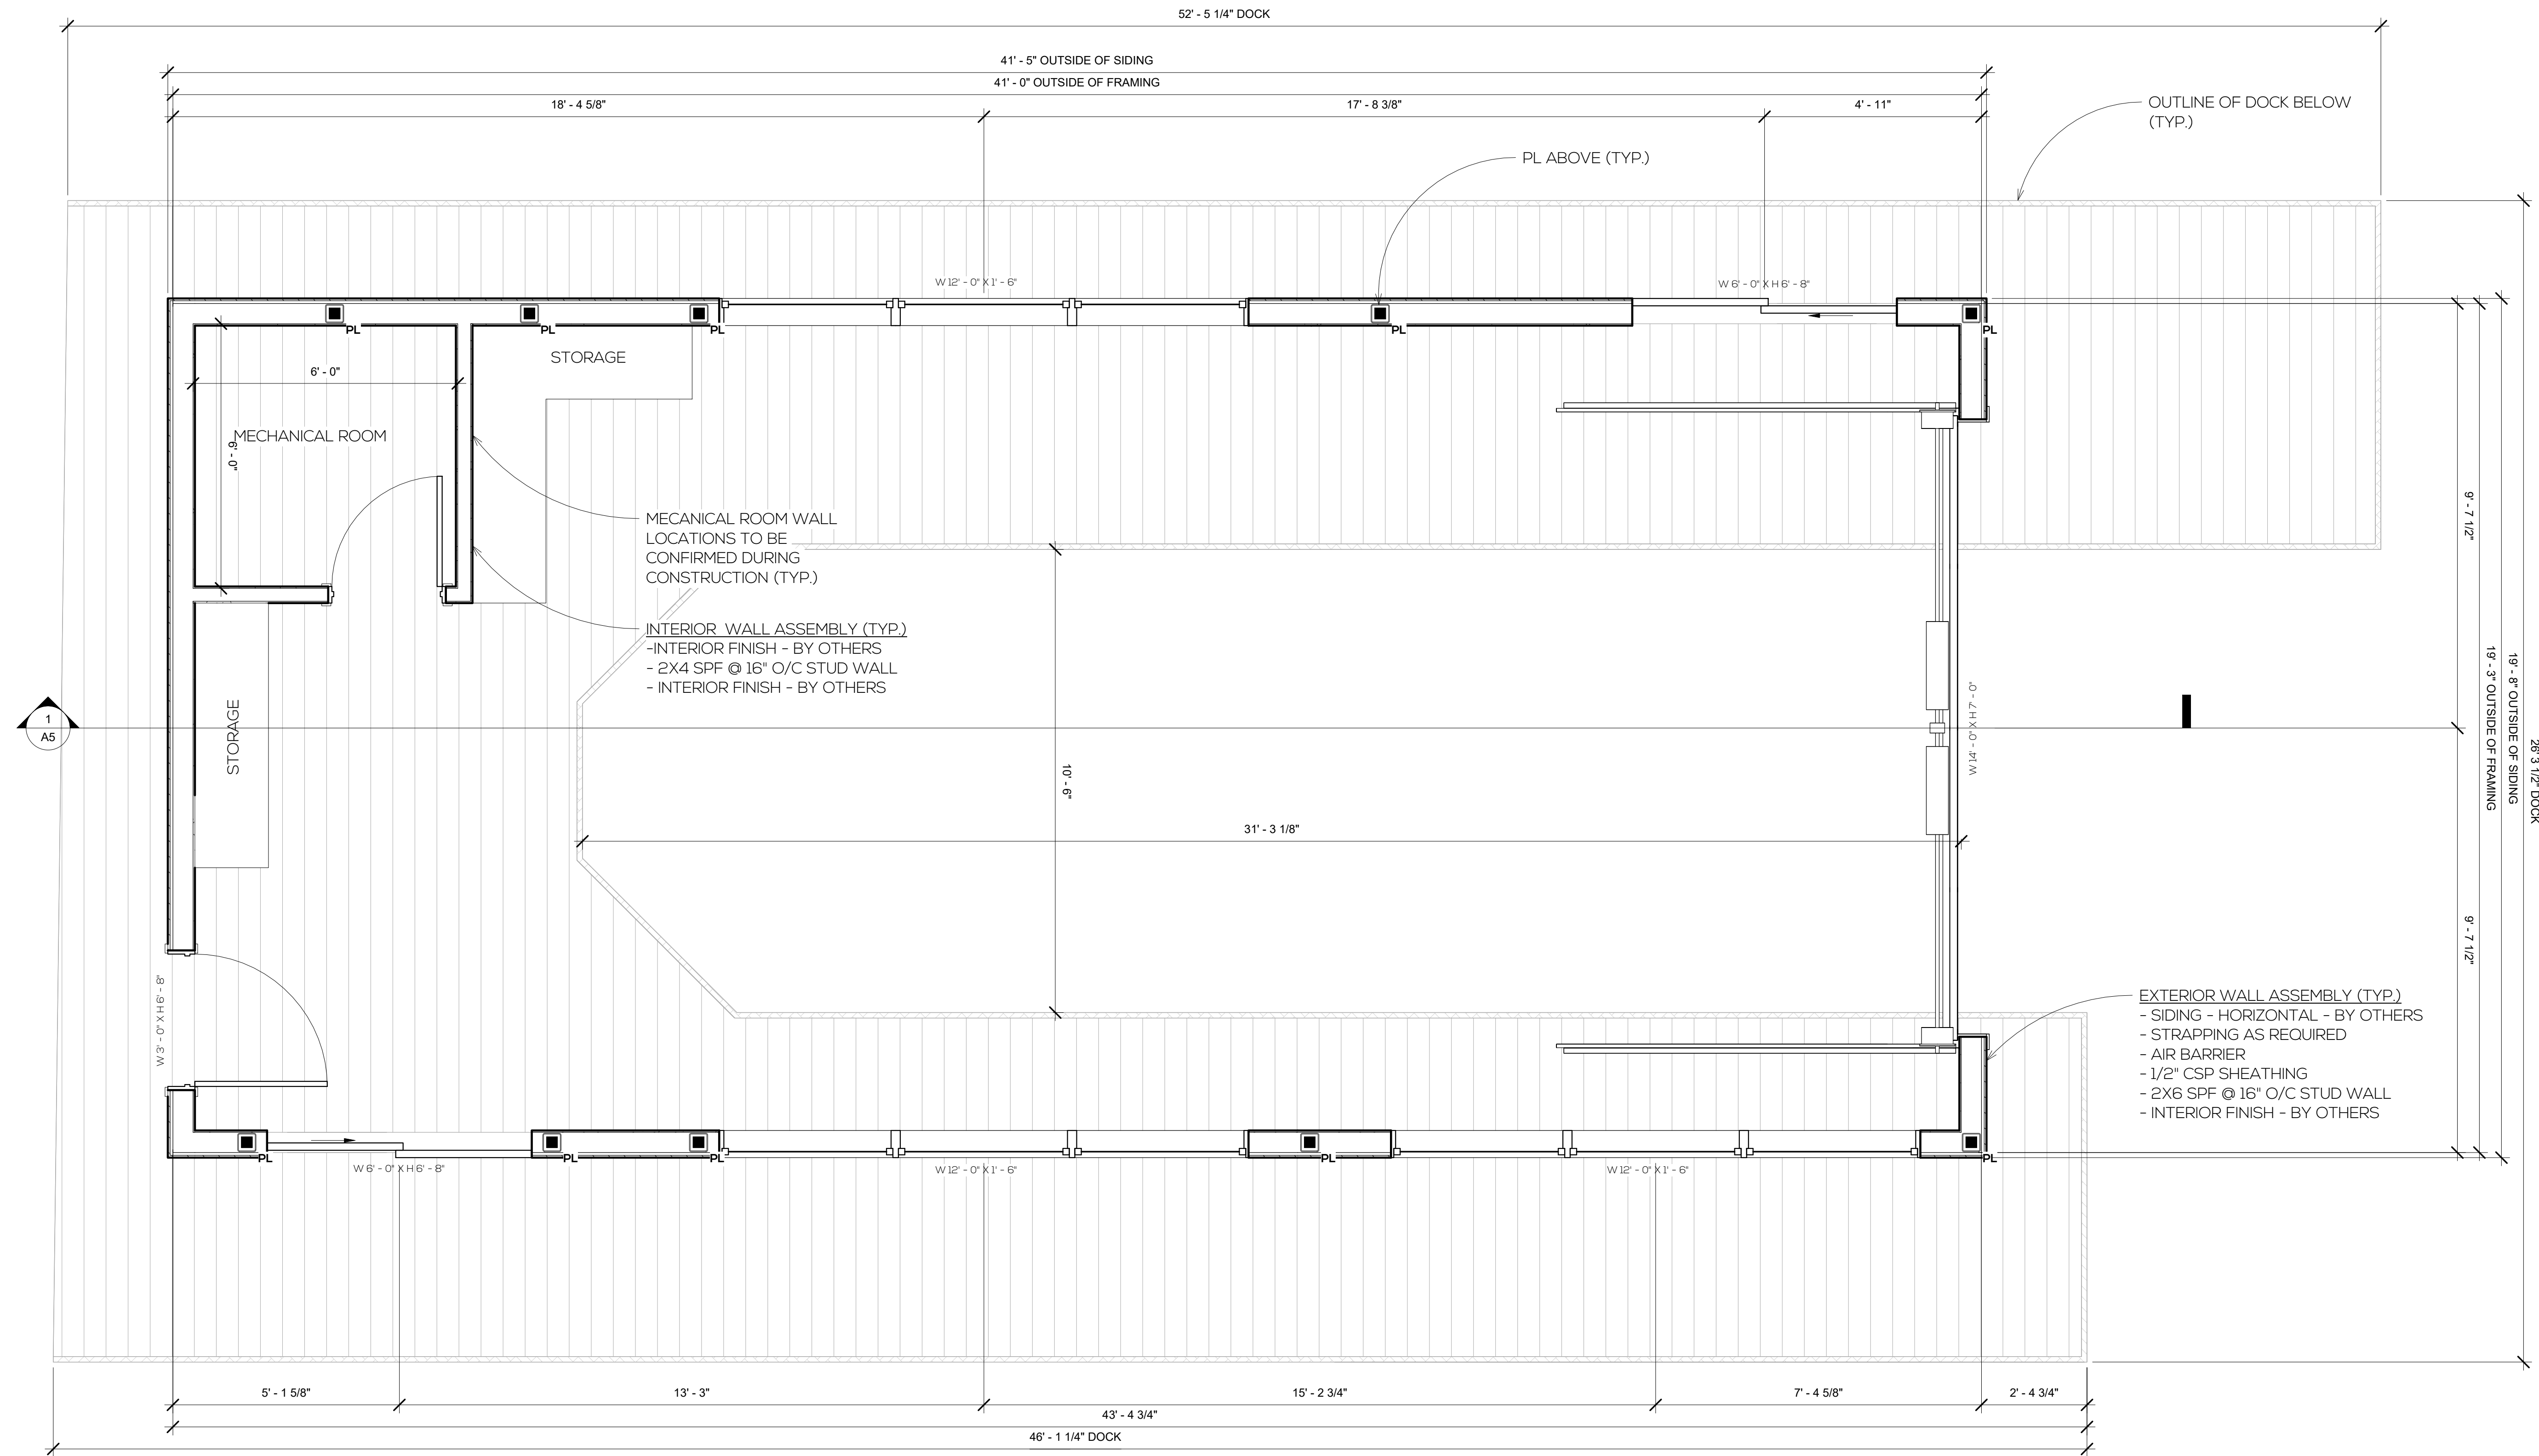 52' - 5 1/4" DOCK
41' - 5" OUTSIDE OF SIDING
41' - 0" OUTSIDE OF FRAMING
18' - 4 5/8"
17' - 8 3/8"
4' - 11"
OUTLINE OF DOCK BELOW
(TYP.)
PL ABOVE (TYP.)
W 12' - 0" X 1' - 6"
W 6' - 0" X H 6' - 8"
PL
PL
PL
PL
PL
STORAGE
6' - 0"
MECHANICAL ROOM
6' - 0"
MECANICAL ROOM WALL
LOCATIONS TO BE
CONFIRMED DURING
CONSTRUCTION (TYP.)
INTERIOR WALL ASSEMBLY (TYP.)
-INTERIOR FINISH - BY OTHERS
- 2X4 SPF @ 16" O/C STUD WALL
- INTERIOR FINISH - BY OTHERS
STORAGE
1
A5
10' - 6"
31' - 3 1/8"
W 14' - 0" X H 7' - 0"
9' - 7 1/2"
9' - 7 1/2"
19' - 3" OUTSIDE OF FRAMING
19' - 8" OUTSIDE OF SIDING
26' 3 1/2" DOCK
W 3' - 0" X H 6' - 8"
EXTERIOR WALL ASSEMBLY (TYP.)
- SIDING - HORIZONTAL - BY OTHERS
- STRAPPING AS REQUIRED
- AIR BARRIER
- 1/2" CSP SHEATHING
- 2X6 SPF @ 16" O/C STUD WALL
- INTERIOR FINISH - BY OTHERS
PL
PL
PL
PL
PL
W 6' - 0" X H 6' - 8"
W 12' - 0" X 1' - 6"
W 12' - 0" X 1' - 6"
5' - 1 5/8"
13' - 3"
15' - 2 3/4"
7' - 4 5/8"
2' - 4 3/4"
43' - 4 3/4"
46' - 1 1/4" DOCK